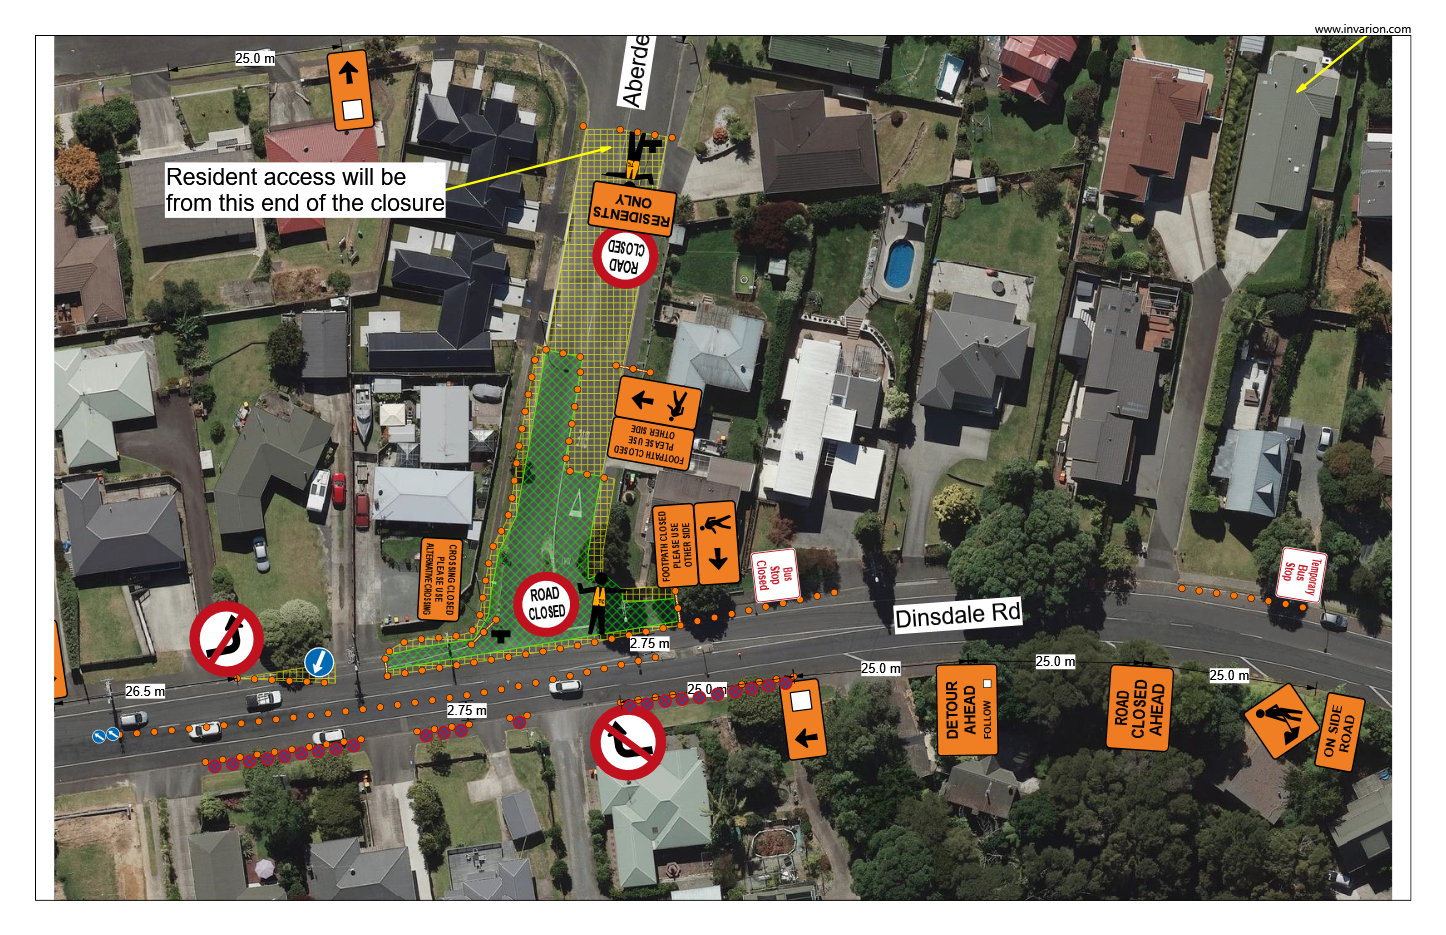 www.invarion.com
25.0 m
Aberde
Resident access will be
from this end of the closure
RESIDENTS
ONLY
ROAD
CLOSED
FOOTPATH CLOSED
PLEASE USE
OTHER SIDE
FOOTPATH CLOSED
PLEASE USE
OTHER SIDE
CROSSING CLOSED
PLEASE USE
ALTERNATIVE CROSSING
ROAD
CLOSED
Bus
Stop
Closed
Temporary
Bus
Stop
Dinsdale Rd
2.75 m
26.5 m
2.75 m
25.0 m
25.0 m
25.0 m
25.0 m
DETOUR
AHEAD
FOLLOW
ROAD
CLOSED
AHEAD
ON SIDE
ROAD